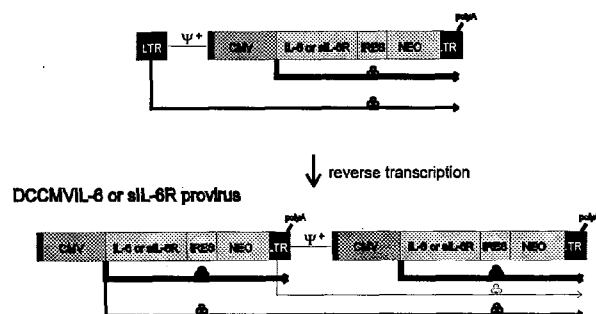 polyA
LTR Ψ+ CMV IL-6 or sIL-6R IRES NEO LTR
reverse transcription
DCCMVIL-6 or sIL-6R provirus
polyA polyA
CMV IL-6 or sIL-6R IRES NEO LTR Ψ+ CMV IL-6 or sIL-6R IRES NEO LTR